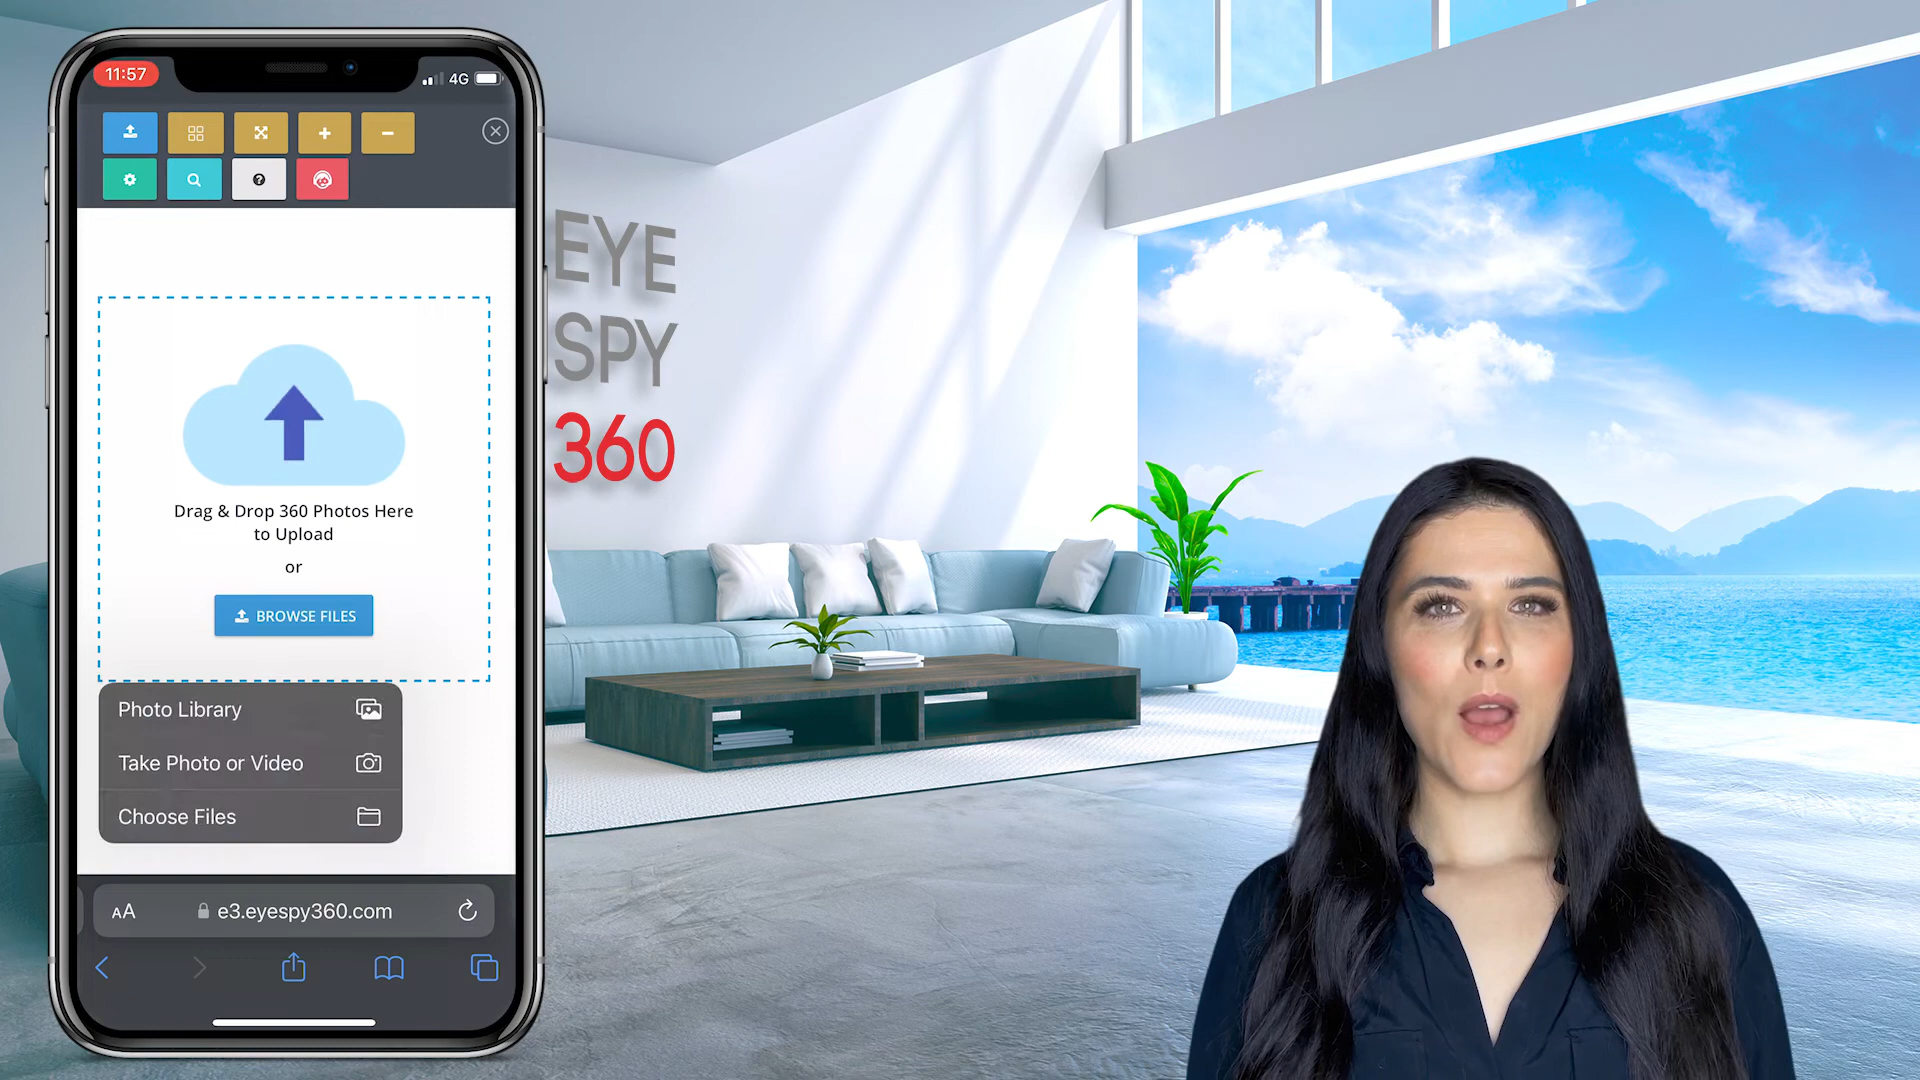 11:57
4G
Drag & Drop 360 Photos Here
to Upload
or
BROWSE FILES
Photo Library
Take Photo or Video
Choose Files
AA
e3.eyespy360.com
EYE
SPY
360